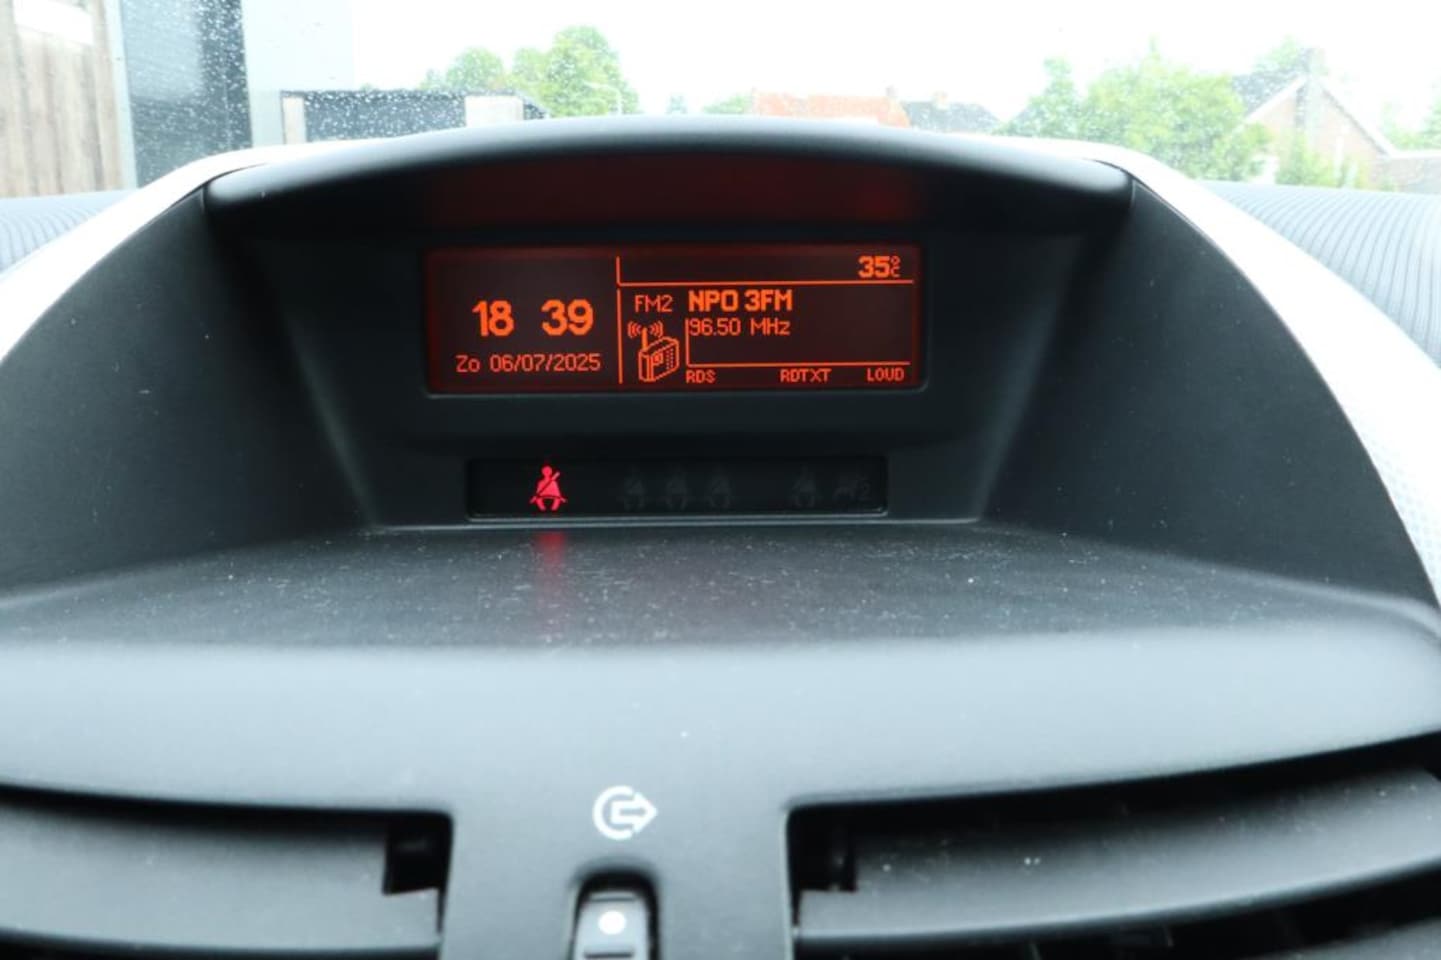 35°C
18 39
Zo 06/07/2025
FM2 NPO 3FM
96.50 MHz
RDS RDTXT LOUD